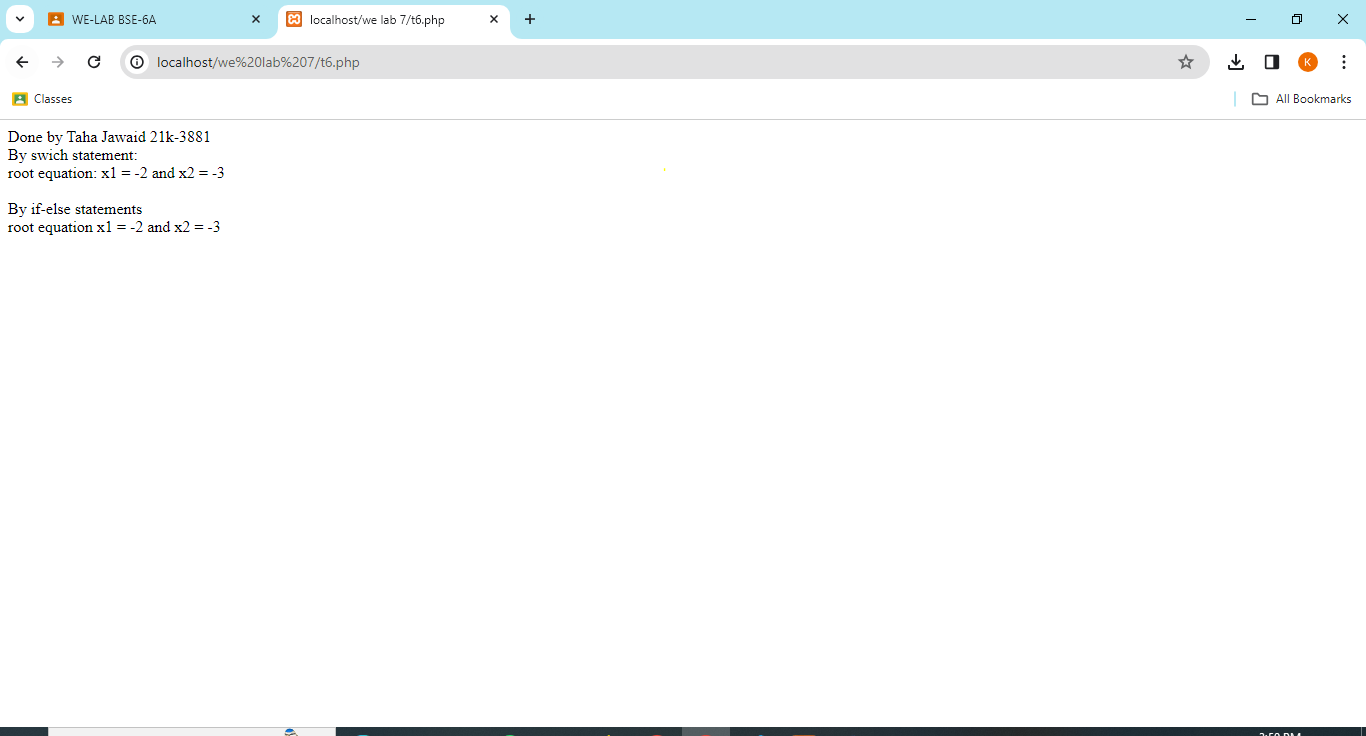 WE-LAB BSE-6A
localhost/we lab 7/t6.php
localhost/we%20lab%207/t6.php
K
Classes
All Bookmarks
Done by Taha Jawaid 21k-3881
By swich statement:
root equation: x1 = -2 and x2 = -3
By if-else statements
root equation x1 = -2 and x2 = -3